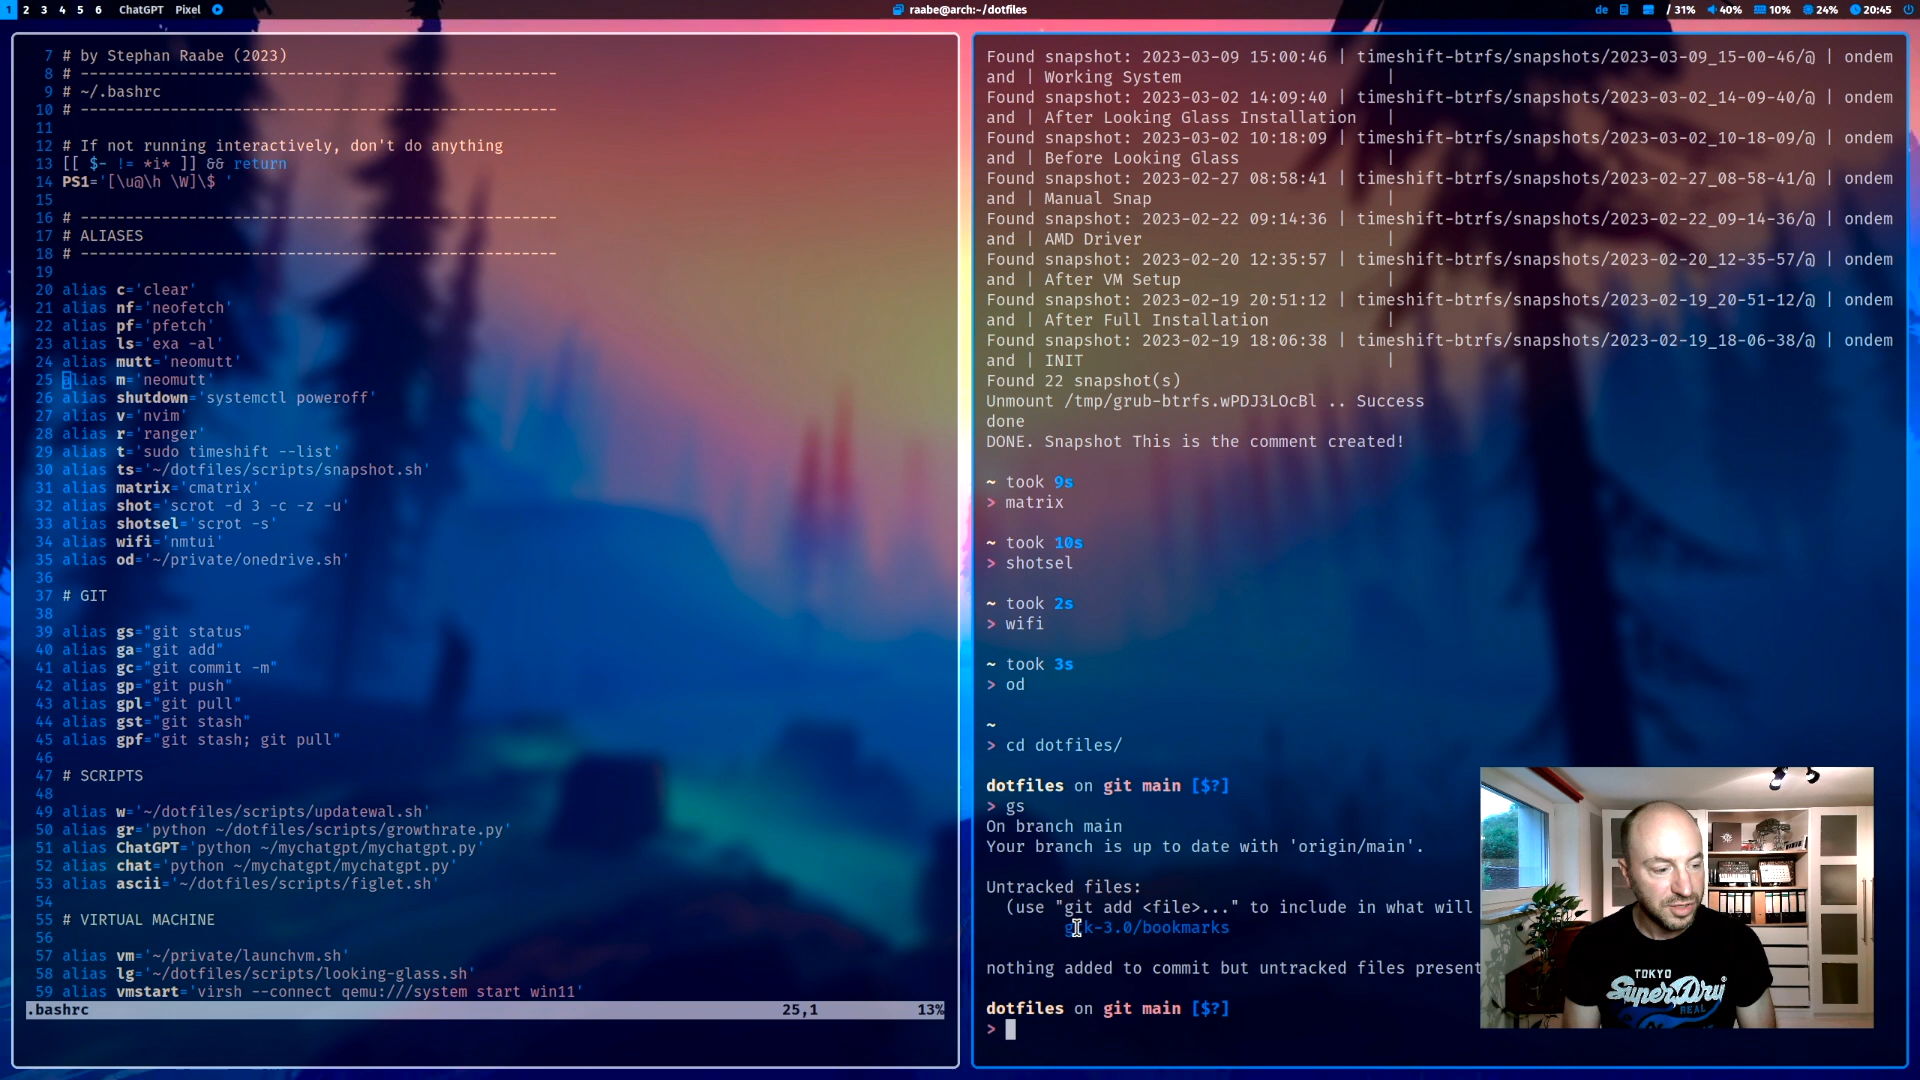 1 2 3 4 5 6 ChatGPT Pixel
raabe@arch:~/dotfiles
de / 31% 40% 10% 24% 20:45
7 # by Stephan Raabe (2023)
8 # -----------------------------------------------------
9 # ~/.bashrc
10 # -----------------------------------------------------
11
12 # If not running interactively, don't do anything
13 [[ $- != *i* ]] && return
14 PS1='[\u@\h \W]\$ '
15
16 # -----------------------------------------------------
17 # ALIASES
18 # -----------------------------------------------------
19
20 alias c='clear'
21 alias nf='neofetch'
22 alias pf='pfetch'
23 alias ls='exa -al'
24 alias mutt='neomutt'
25 alias m='neomutt'
26 alias shutdown='systemctl poweroff'
27 alias v='nvim'
28 alias r='ranger'
29 alias t='sudo timeshift --list'
30 alias ts='~/dotfiles/scripts/snapshot.sh'
31 alias matrix='cmatrix'
32 alias shot='scrot -d 3 -c -z -u'
33 alias shotsel='scrot -s'
34 alias wifi='nmtui'
35 alias od='~/private/onedrive.sh'
36
37 # GIT
38
39 alias gs="git status"
40 alias ga="git add"
41 alias gc="git commit -m"
42 alias gp="git push"
43 alias gpl="git pull"
44 alias gst="git stash"
45 alias gpf="git stash; git pull"
46
47 # SCRIPTS
48
49 alias w='~/dotfiles/scripts/updatewal.sh'
50 alias gr='python ~/dotfiles/scripts/growthrate.py'
51 alias ChatGPT='python ~/mychatgpt/mychatgpt.py'
52 alias chat='python ~/mychatgpt/mychatgpt.py'
53 alias ascii='~/dotfiles/scripts/figlet.sh'
54
55 # VIRTUAL MACHINE
56
57 alias vm='~/private/launchvm.sh'
58 alias lg='~/dotfiles/scripts/looking-glass.sh'
59 alias vmstart='virsh --connect qemu:///system start win11'
.bashrc 25,1 13%
Found snapshot: 2023-03-09 15:00:46 | timeshift-btrfs/snapshots/2023-03-09_15-00-46/@ | ondem
and | Working System |
Found snapshot: 2023-03-02 14:09:40 | timeshift-btrfs/snapshots/2023-03-02_14-09-40/@ | ondem
and | After Looking Glass Installation |
Found snapshot: 2023-03-02 10:18:09 | timeshift-btrfs/snapshots/2023-03-02_10-18-09/@ | ondem
and | Before Looking Glass |
Found snapshot: 2023-02-27 08:58:41 | timeshift-btrfs/snapshots/2023-02-27_08-58-41/@ | ondem
and | Manual Snap |
Found snapshot: 2023-02-22 09:14:36 | timeshift-btrfs/snapshots/2023-02-22_09-14-36/@ | ondem
and | AMD Driver |
Found snapshot: 2023-02-20 12:35:57 | timeshift-btrfs/snapshots/2023-02-20_12-35-57/@ | ondem
and | After VM Setup |
Found snapshot: 2023-02-19 20:51:12 | timeshift-btrfs/snapshots/2023-02-19_20-51-12/@ | ondem
and | After Full Installation |
Found snapshot: 2023-02-19 18:06:38 | timeshift-btrfs/snapshots/2023-02-19_18-06-38/@ | ondem
and | INIT |
Found 22 snapshot(s)
Unmount /tmp/grub-btrfs.wPDJ3LOcBl .. Success
done
DONE. Snapshot This is the comment created!
~ took 9s
> matrix
~ took 10s
> shotsel
~ took 2s
> wifi
~ took 3s
> od
~
> cd dotfiles/
dotfiles on git main [$?]
> gs
On branch main
Your branch is up to date with 'origin/main'.
Untracked files:
(use "git add <file>..." to include in what will
gtk-3.0/bookmarks
nothing added to commit but untracked files present
dotfiles on git main [$?]
>
TOKYO
SuperDry
REAL